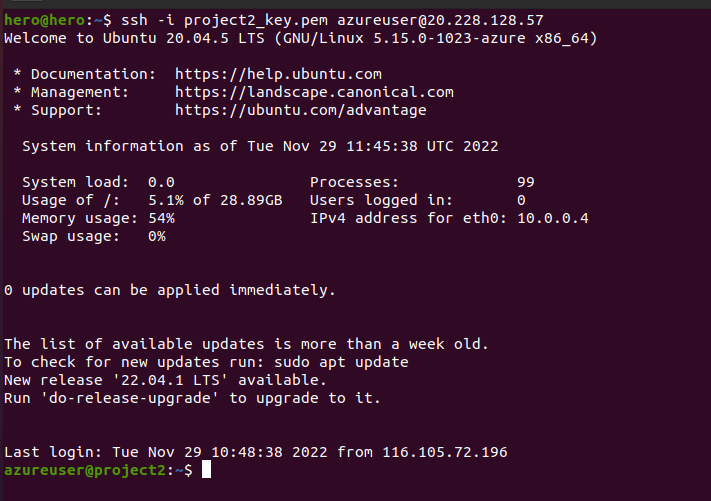 hero@hero:~$ ssh -i project2_key.pem azureuser@20.228.128.57
Welcome to Ubuntu 20.04.5 LTS (GNU/Linux 5.15.0-1023-azure x86_64)
* Documentation:  https://help.ubuntu.com
* Management:     https://landscape.canonical.com
* Support:        https://ubuntu.com/advantage
System information as of Tue Nov 29 11:45:38 UTC 2022
System load:  0.0               Processes:             99
Usage of /:   5.1% of 28.89GB   Users logged in:       0
Memory usage: 54%               IPv4 address for eth0: 10.0.0.4
Swap usage:   0%
0 updates can be applied immediately.
The list of available updates is more than a week old.
To check for new updates run: sudo apt update
New release '22.04.1 LTS' available.
Run 'do-release-upgrade' to upgrade to it.
Last login: Tue Nov 29 10:48:38 2022 from 116.105.72.196
azureuser@project2:~$